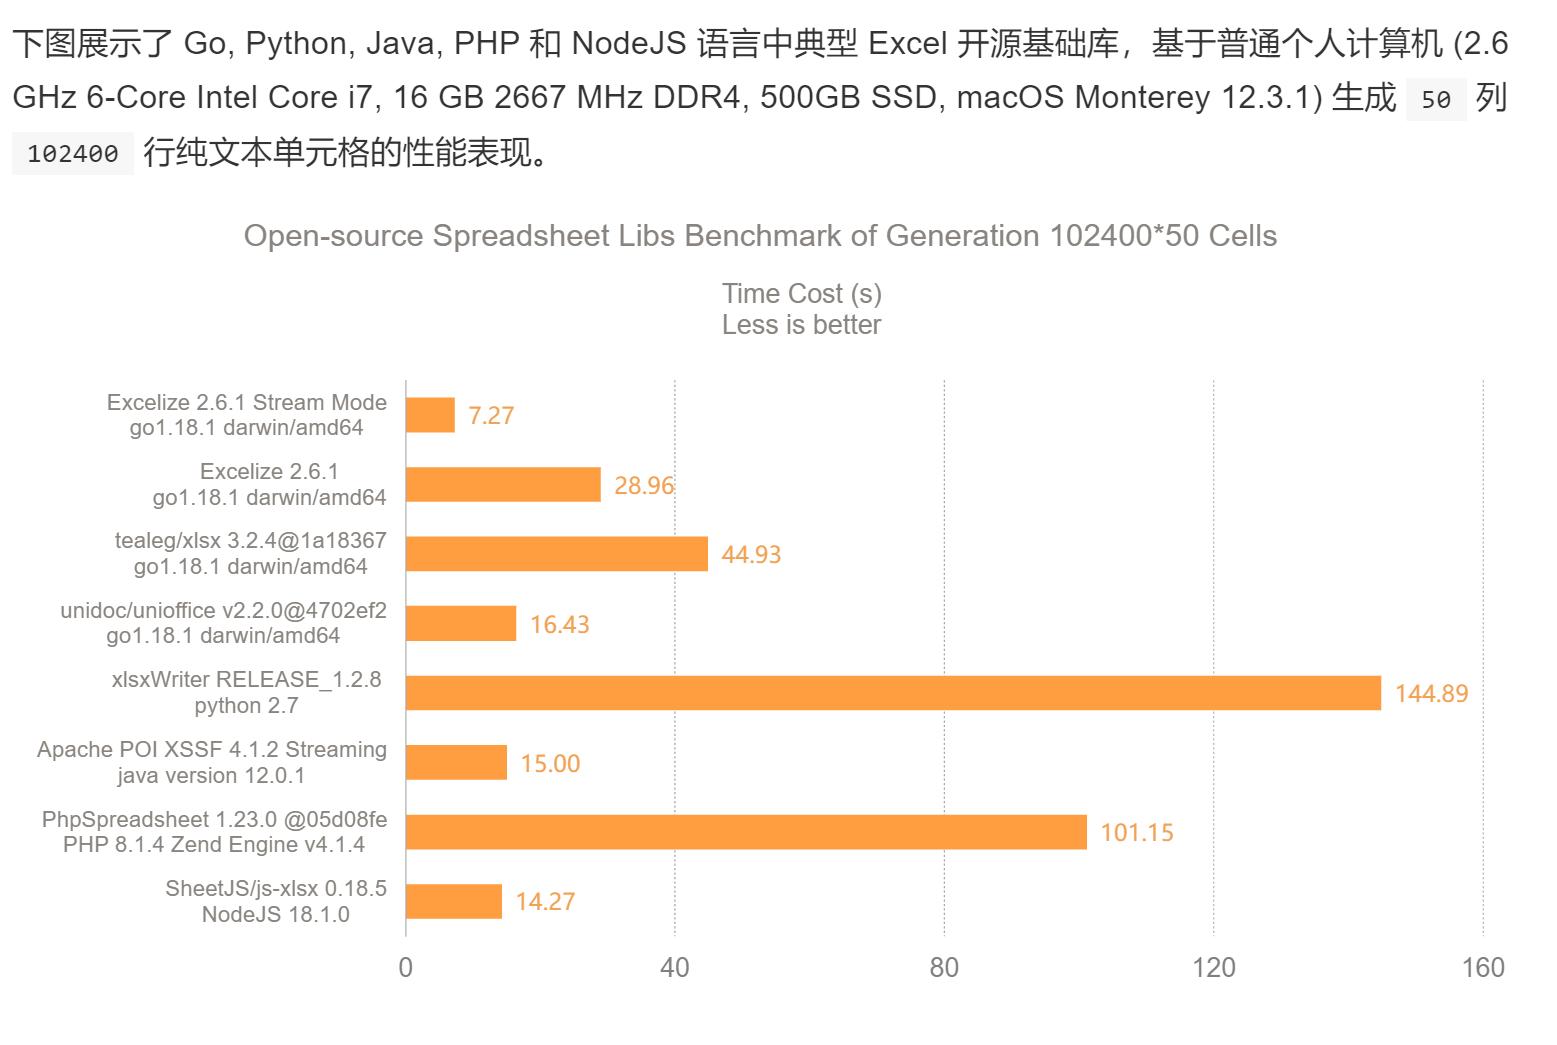 下图展示了 Go, Python, Java, PHP 和 NodeJS 语言中典型 Excel 开源基础库，基于普通个人计算机 (2.6
GHz 6-Core Intel Core i7, 16 GB 2667 MHz DDR4, 500GB SSD, macOS Monterey 12.3.1) 生成 50 列
102400 行纯文本单元格的性能表现。
Open-source Spreadsheet Libs Benchmark of Generation 102400*50 Cells
Time Cost (s)
Less is better
Excelize 2.6.1 Stream Mode
go1.18.1 darwin/amd64
7.27
Excelize 2.6.1
go1.18.1 darwin/amd64
28.96
tealeg/xlsx 3.2.4@1a18367
go1.18.1 darwin/amd64
44.93
unidoc/unioffice v2.2.0@4702ef2
go1.18.1 darwin/amd64
16.43
xlsxWriter RELEASE_1.2.8
python 2.7
144.89
Apache POI XSSF 4.1.2 Streaming
java version 12.0.1
15.00
PhpSpreadsheet 1.23.0 @05d08fe
PHP 8.1.4 Zend Engine v4.1.4
101.15
SheetJS/js-xlsx 0.18.5
NodeJS 18.1.0
14.27
0 40 80 120 160